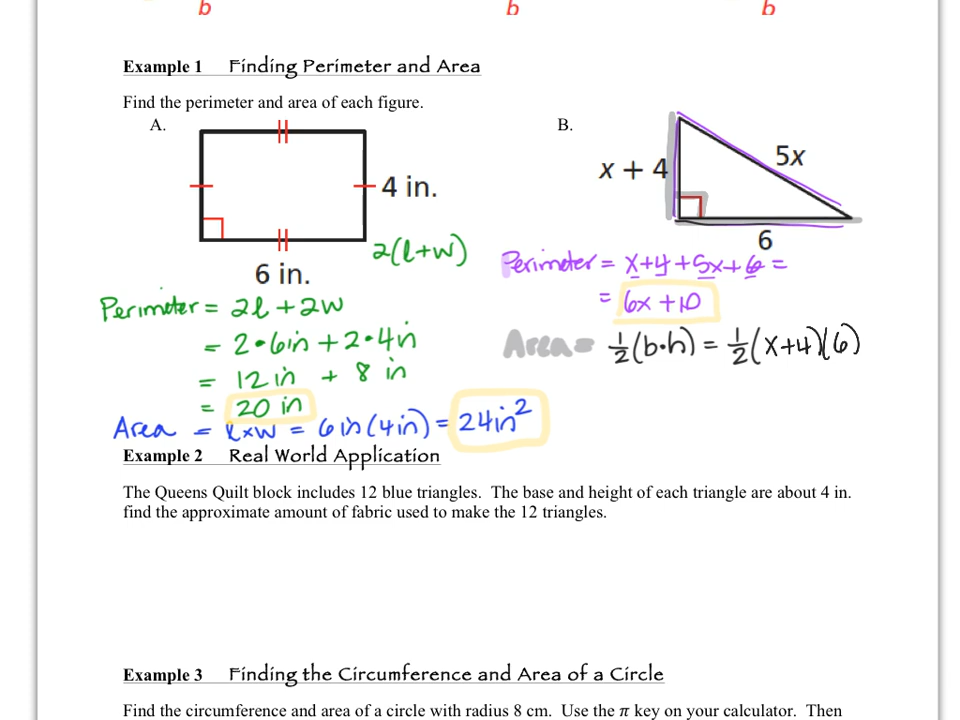 b b b
Example 1 Finding Perimeter and Area
Find the perimeter and area of each figure.
A. B.
x + 4 5x
4 in.
6
6 in.
2(l+w)
Perimeter = 2l + 2w
= 2•6in + 2•4in
= 12 in + 8 in
= 20 in
Area = l×w = 6in(4in) = 24in²
Perimeter = x+4+5x+6 =
= 6x +10
Area = ½(b•h) = ½(x+4)(6)
Example 2 Real World Application
The Queens Quilt block includes 12 blue triangles. The base and height of each triangle are about 4 in.
find the approximate amount of fabric used to make the 12 triangles.
Example 3 Finding the Circumference and Area of a Circle
Find the circumference and area of a circle with radius 8 cm. Use the π key on your calculator. Then